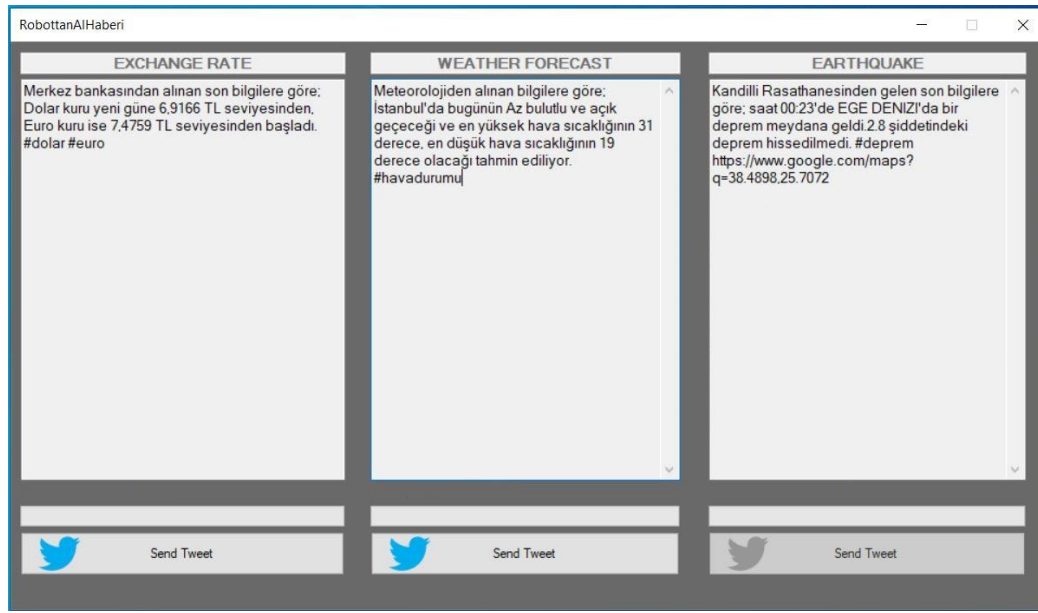 RobottanAlHaberi
EXCHANGE RATE
Merkez bankasından alınan son bilgilere göre;
Dolar kuru yeni güne 6,9166 TL seviyesinden,
Euro kuru ise 7,4759 TL seviyesinden başladı.
#dolar #euro
WEATHER FORECAST
Meteorolojiden alınan bilgilere göre;
İstanbul'da bugünün Az bulutlu ve açık
geçeceği ve en yüksek hava sıcaklığının 31
derece, en düşük hava sıcaklığının 19
derece olacağı tahmin ediliyor.
#havadurumu
EARTHQUAKE
Kandilli Rasathanesinden gelen son bilgilere
göre; saat 00:23'de EGE DENIZI'da bir
deprem meydana geldi.2.8 şiddetindeki
deprem hissedilmedi. #deprem
https://www.google.com/maps?
q=38.4898,25.7072
Send Tweet
Send Tweet
Send Tweet